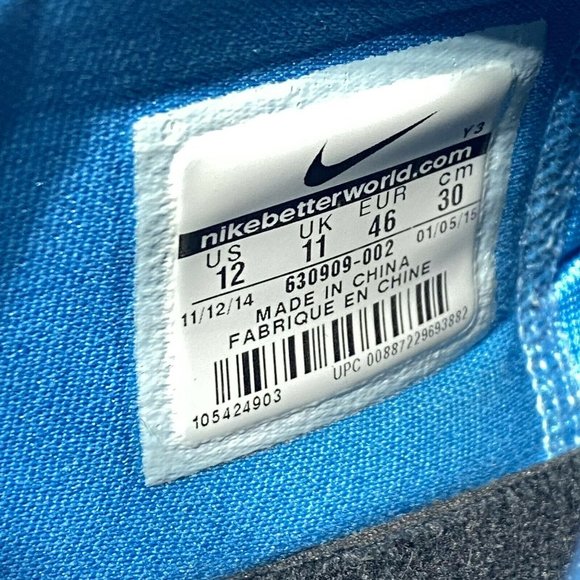 Y3
nikebetterworld.com
US UK EUR cm
12 11 46 30
11/12/14 630909-002 01/05/15
MADE IN CHINA
FABRIQUE EN CHINE
105424903 UPC 00887229693882